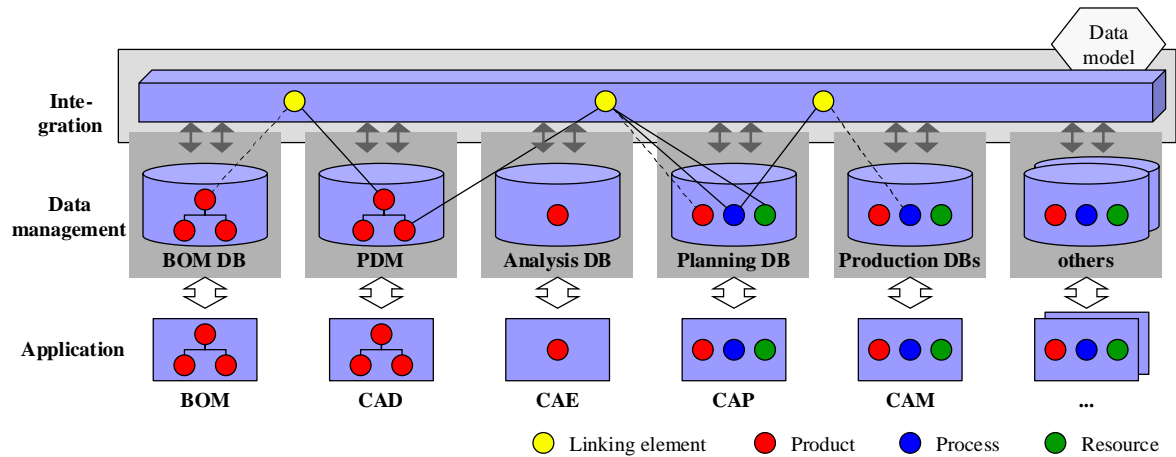 Data
model
Inte-
gration
Data
management
BOM DB
PDM
Analysis DB
Planning DB
Production DBs
others
Application
BOM
CAD
CAE
CAP
CAM
...
Linking element
Product
Process
Resource